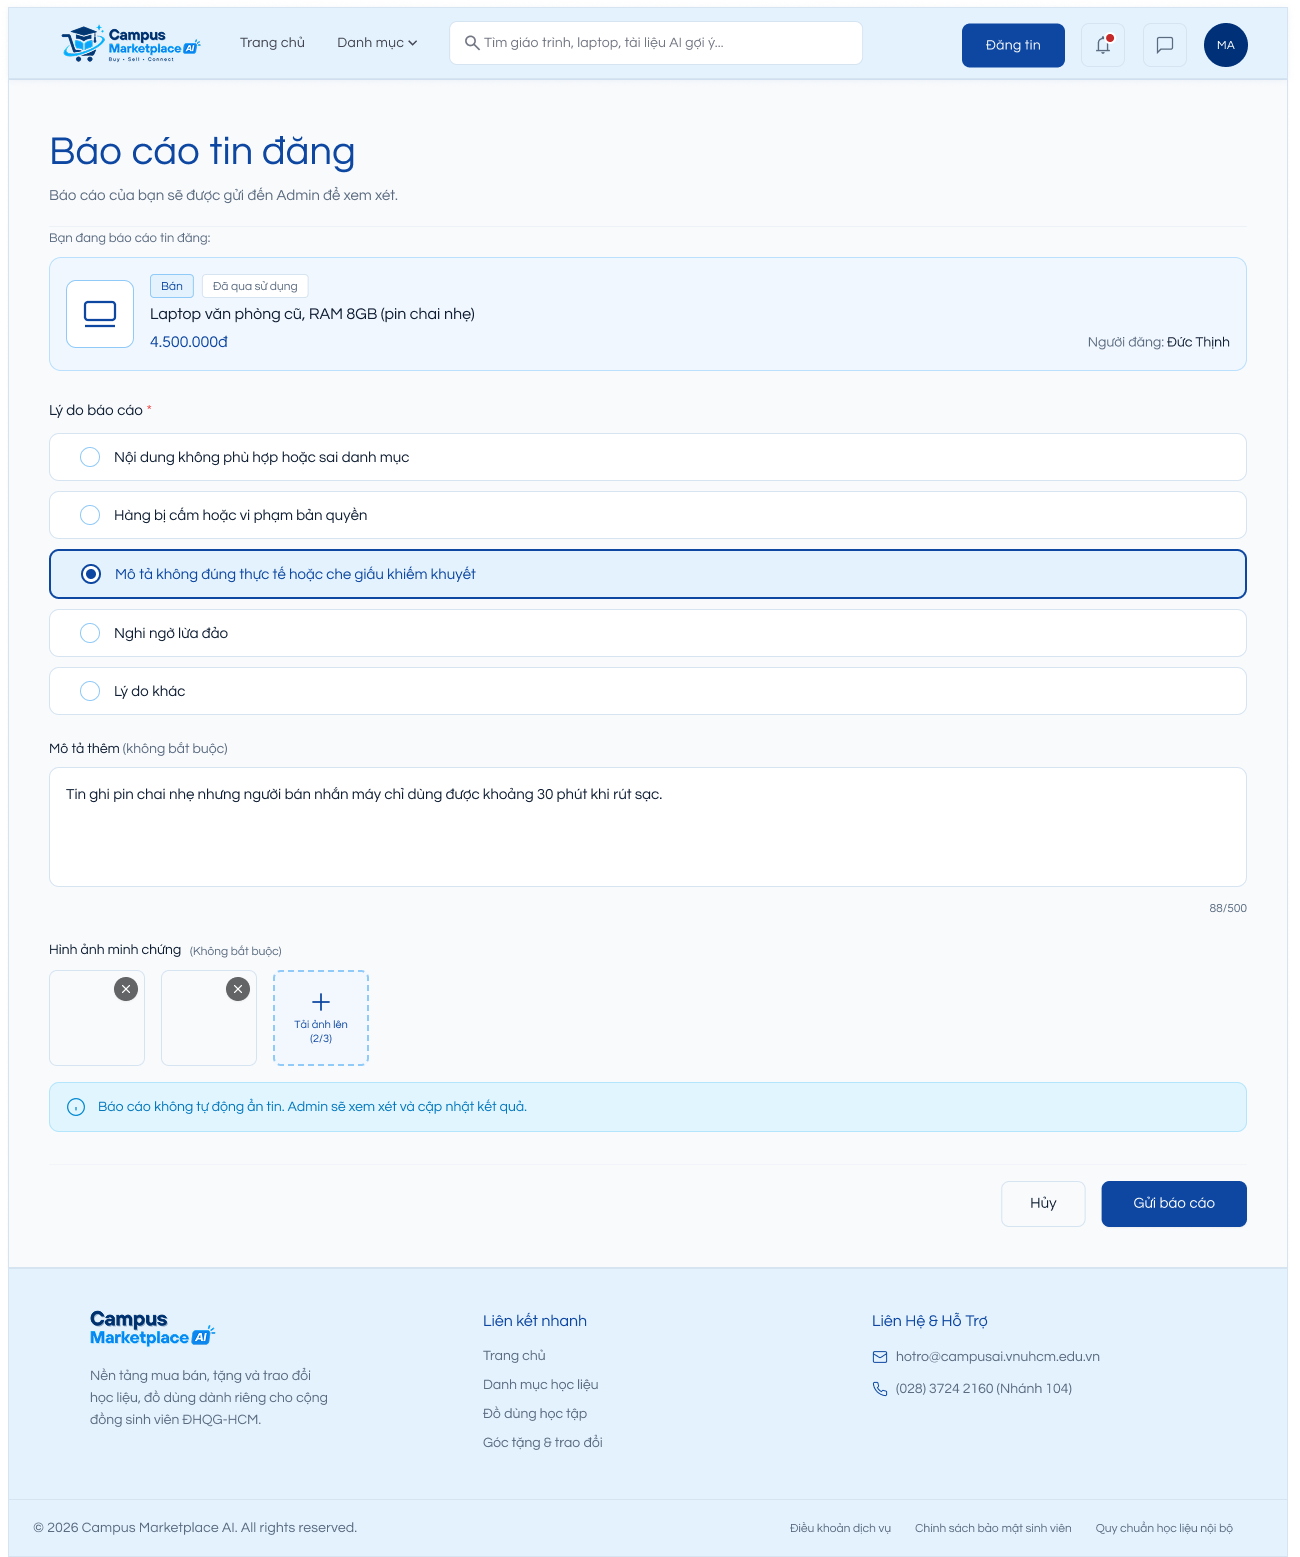 Campus
Marketplace AI
Buy • Sell • Connect
Trang chủ
Danh mục
Tìm giáo trình, laptop, tài liệu AI gợi ý...
Đăng tin
MA
Báo cáo tin đăng
Báo cáo của bạn sẽ được gửi đến Admin để xem xét.
Bạn đang báo cáo tin đăng:
Bán
Đã qua sử dụng
Laptop văn phòng cũ, RAM 8GB (pin chai nhẹ)
4.500.000đ
Người đăng: Đức Thịnh
Lý do báo cáo *
Nội dung không phù hợp hoặc sai danh mục
Hàng bị cấm hoặc vi phạm bản quyền
Mô tả không đúng thực tế hoặc che giấu khiếm khuyết
Nghi ngờ lừa đảo
Lý do khác
Mô tả thêm (không bắt buộc)
Tin ghi pin chai nhẹ nhưng người bán nhắn máy chỉ dùng được khoảng 30 phút khi rút sạc.
88/500
Hình ảnh minh chứng (Không bắt buộc)
Tải ảnh lên
(2/3)
Báo cáo không tự động ẩn tin. Admin sẽ xem xét và cập nhật kết quả.
Hủy
Gửi báo cáo
Campus
Marketplace AI
Nền tảng mua bán, tặng và trao đổi
học liệu, đồ dùng dành riêng cho cộng
đồng sinh viên ĐHQG-HCM.
Liên kết nhanh
Trang chủ
Danh mục học liệu
Đồ dùng học tập
Góc tặng & trao đổi
Liên Hệ & Hỗ Trợ
hotro@campusai.vnuhcm.edu.vn
(028) 3724 2160 (Nhánh 104)
© 2026 Campus Marketplace AI. All rights reserved.
Điều khoản dịch vụ
Chính sách bảo mật sinh viên
Quy chuẩn học liệu nội bộ